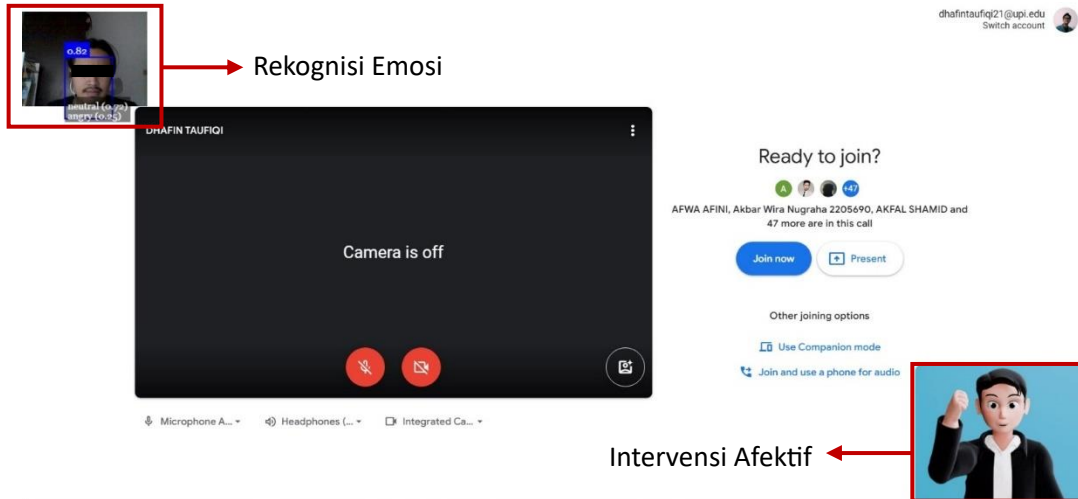 dhafintaufiqi21@upi.edu
Switch account
0.82
neutral (0.72)
angry (0.25)
Rekognisi Emosi
DHAFIN TAUFIQI
Camera is off
Ready to join?
A
+47
AFWA AFINI, Akbar Wira Nugraha 2205690, AKFAL SHAMID and
47 more are in this call
Join now
Present
Other joining options
Use Companion mode
Join and use a phone for audio
Microphone A...
Headphones (...
Integrated Ca...
Intervensi Afektif